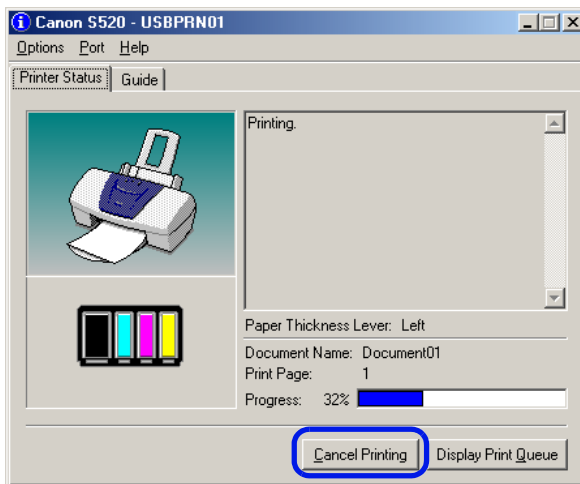 Canon S520 - USBPRN01
Options Port Help
Printer Status Guide
Printing.
Paper Thickness Lever: Left
Document Name: Document01
Print Page: 1
Progress: 32%
Cancel Printing Display Print Queue